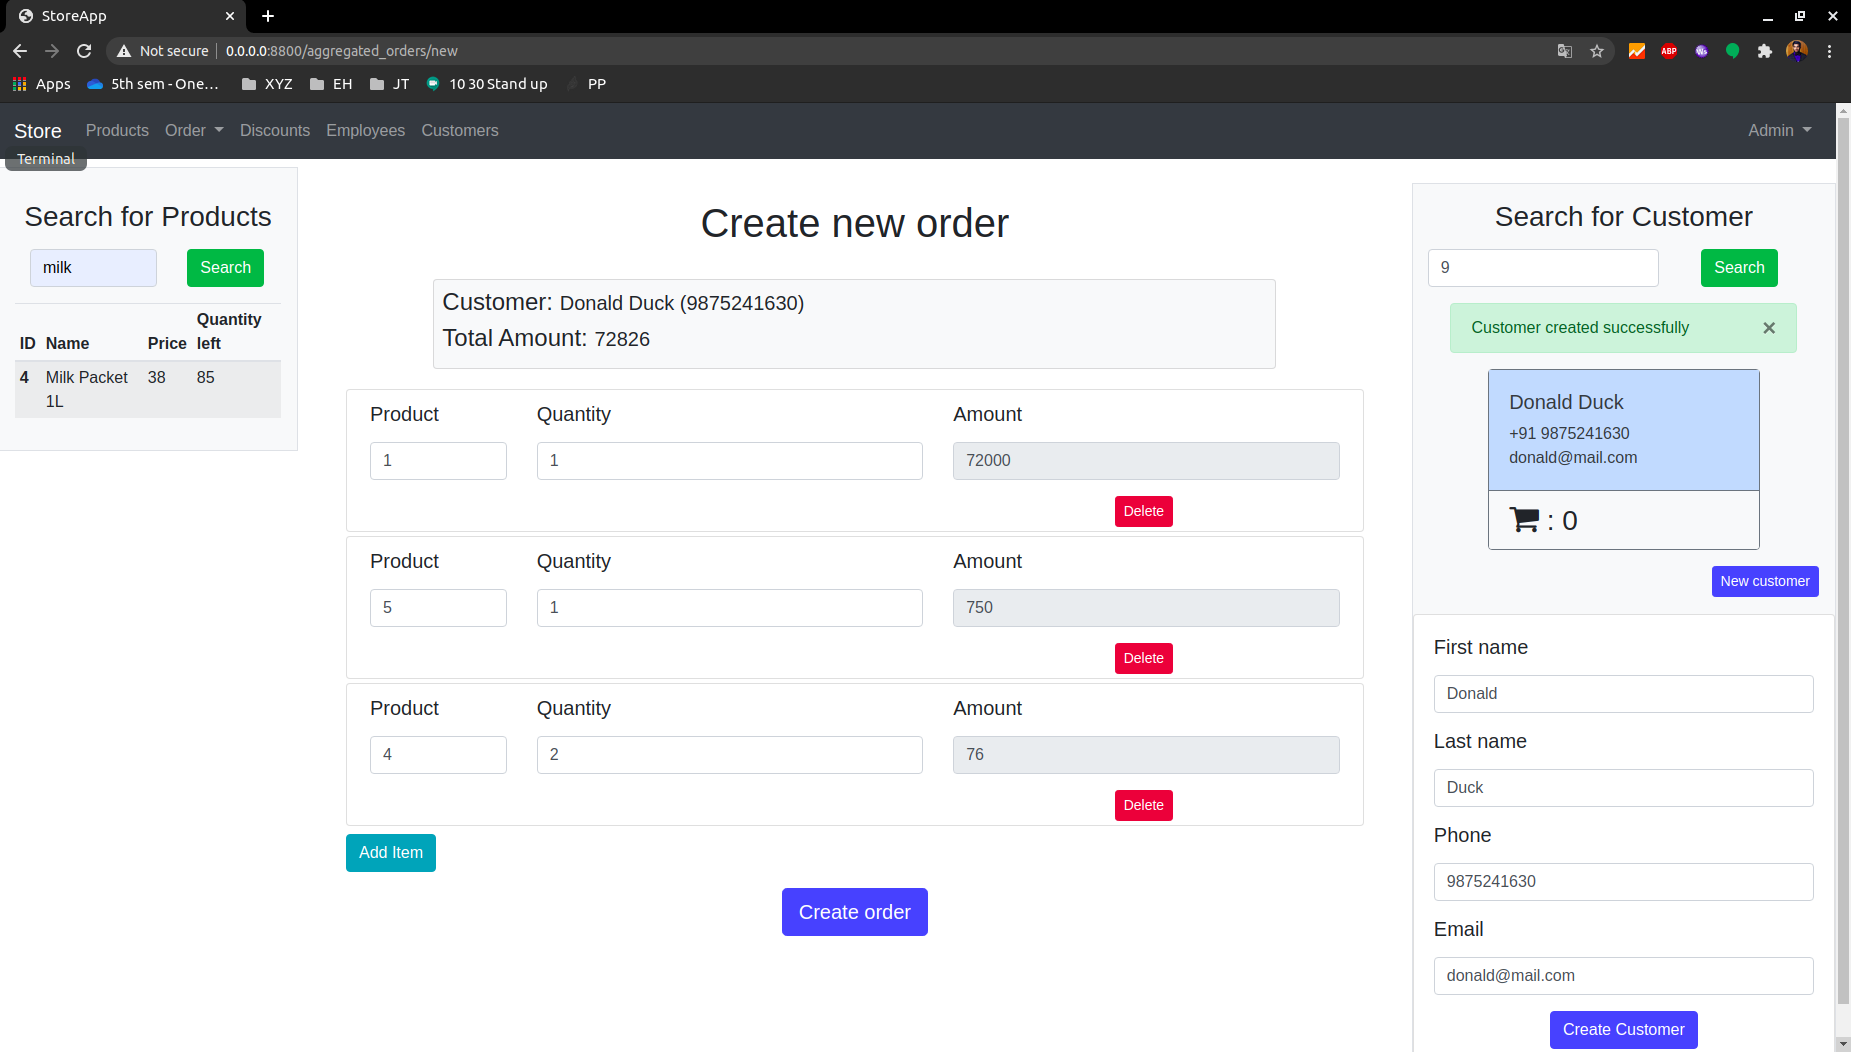 StoreApp
Not secure 0.0.0.0:8800/aggregated_orders/new
ABP
Ws
Apps 5th sem - One... XYZ EH JT 10 30 Stand up PP
Store Products Order Discounts Employees Customers Admin
Terminal
Search for Products
milk Search
ID Name Price Quantity left
4 Milk Packet 1L 38 85
Create new order
Customer: Donald Duck (9875241630)
Total Amount: 72826
Product Quantity Amount
1 1 72000
Delete
Product Quantity Amount
5 1 750
Delete
Product Quantity Amount
4 2 76
Delete
Add Item
Create order
Search for Customer
9 Search
Customer created successfully ×
Donald Duck
+91 9875241630
donald@mail.com
: 0
New customer
First name
Donald
Last name
Duck
Phone
9875241630
Email
donald@mail.com
Create Customer